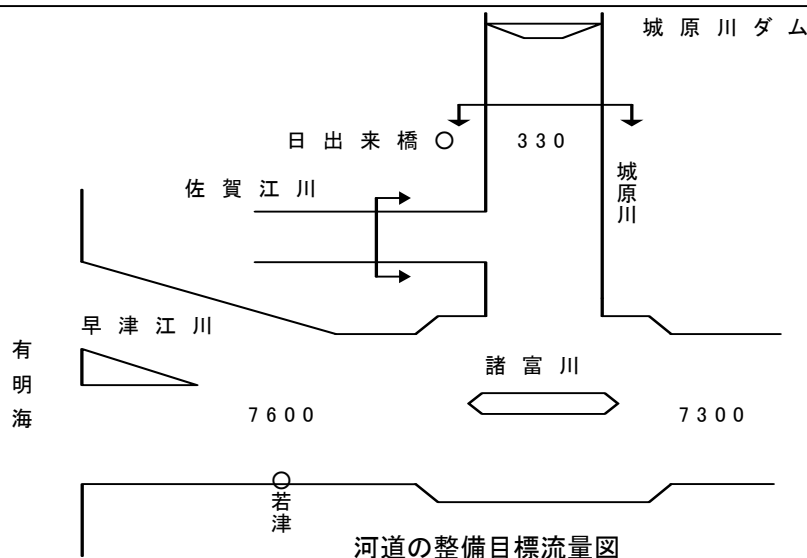 城原川ダム
日出来橋
330
城原川
佐賀江川
早津江川
有明海
諸富川
7600
7300
若津
河道の整備目標流量図